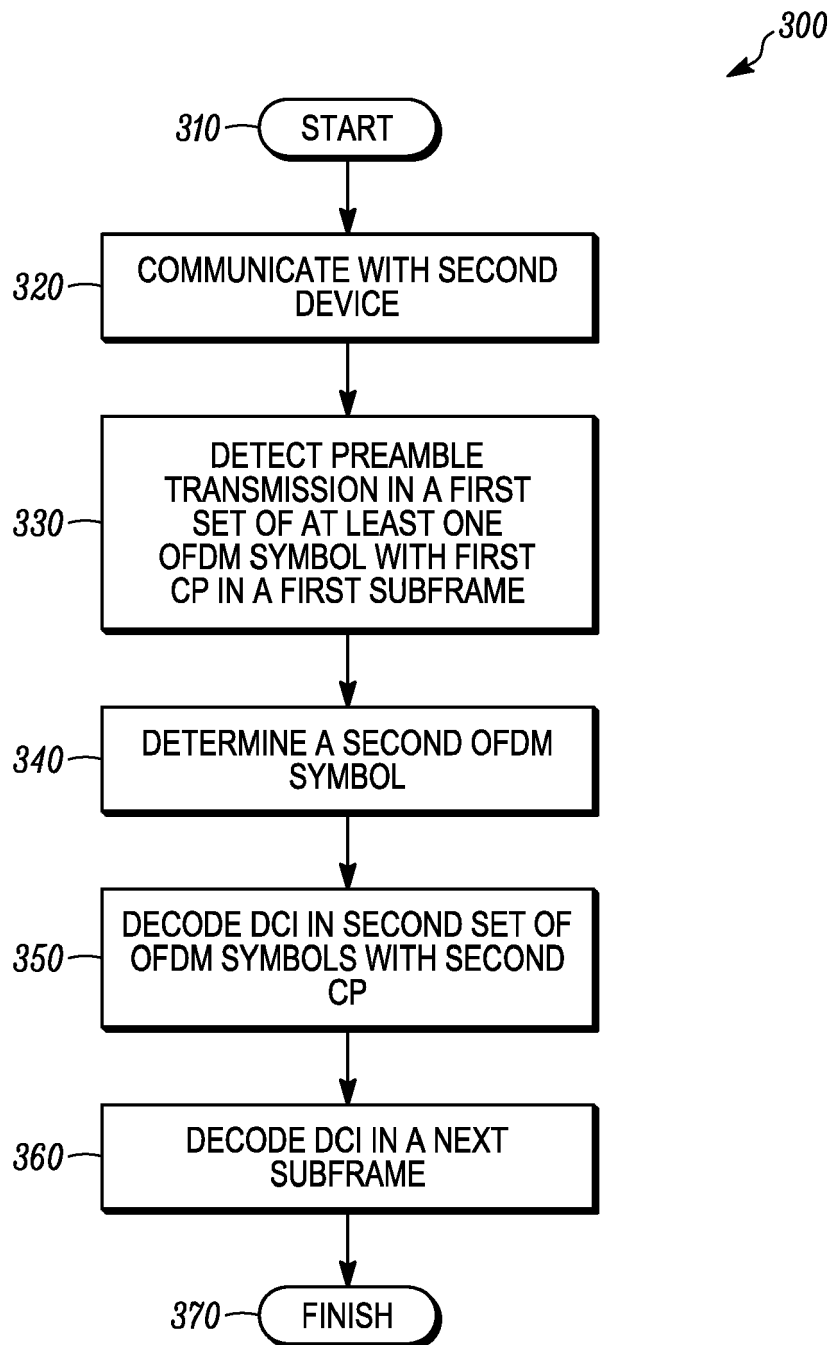 300
310
START
320
COMMUNICATE WITH SECOND
DEVICE
330
DETECT PREAMBLE
TRANSMISSION IN A FIRST
SET OF AT LEAST ONE
OFDM SYMBOL WITH FIRST
CP IN A FIRST SUBFRAME
340
DETERMINE A SECOND OFDM
SYMBOL
350
DECODE DCI IN SECOND SET OF
OFDM SYMBOLS WITH SECOND
CP
360
DECODE DCI IN A NEXT
SUBFRAME
370
FINISH